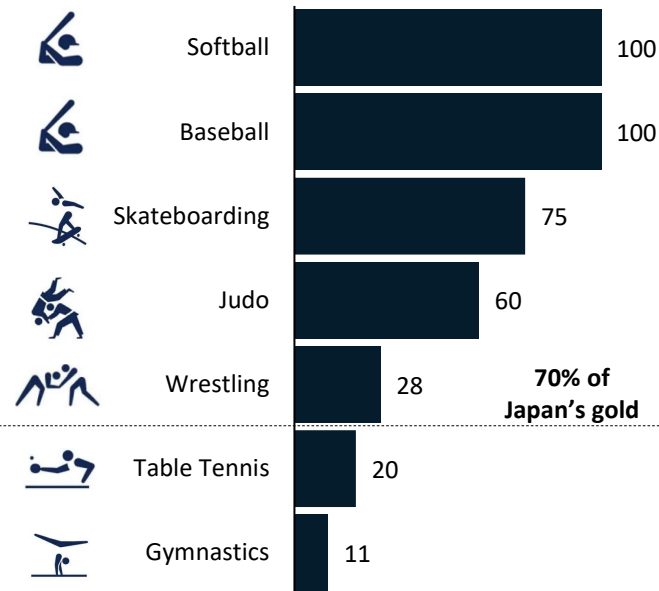 Softball 100
Baseball 100
Skateboarding 75
Judo 60
Wrestling 28
70% of
Japan's gold
Table Tennis 20
Gymnastics 11